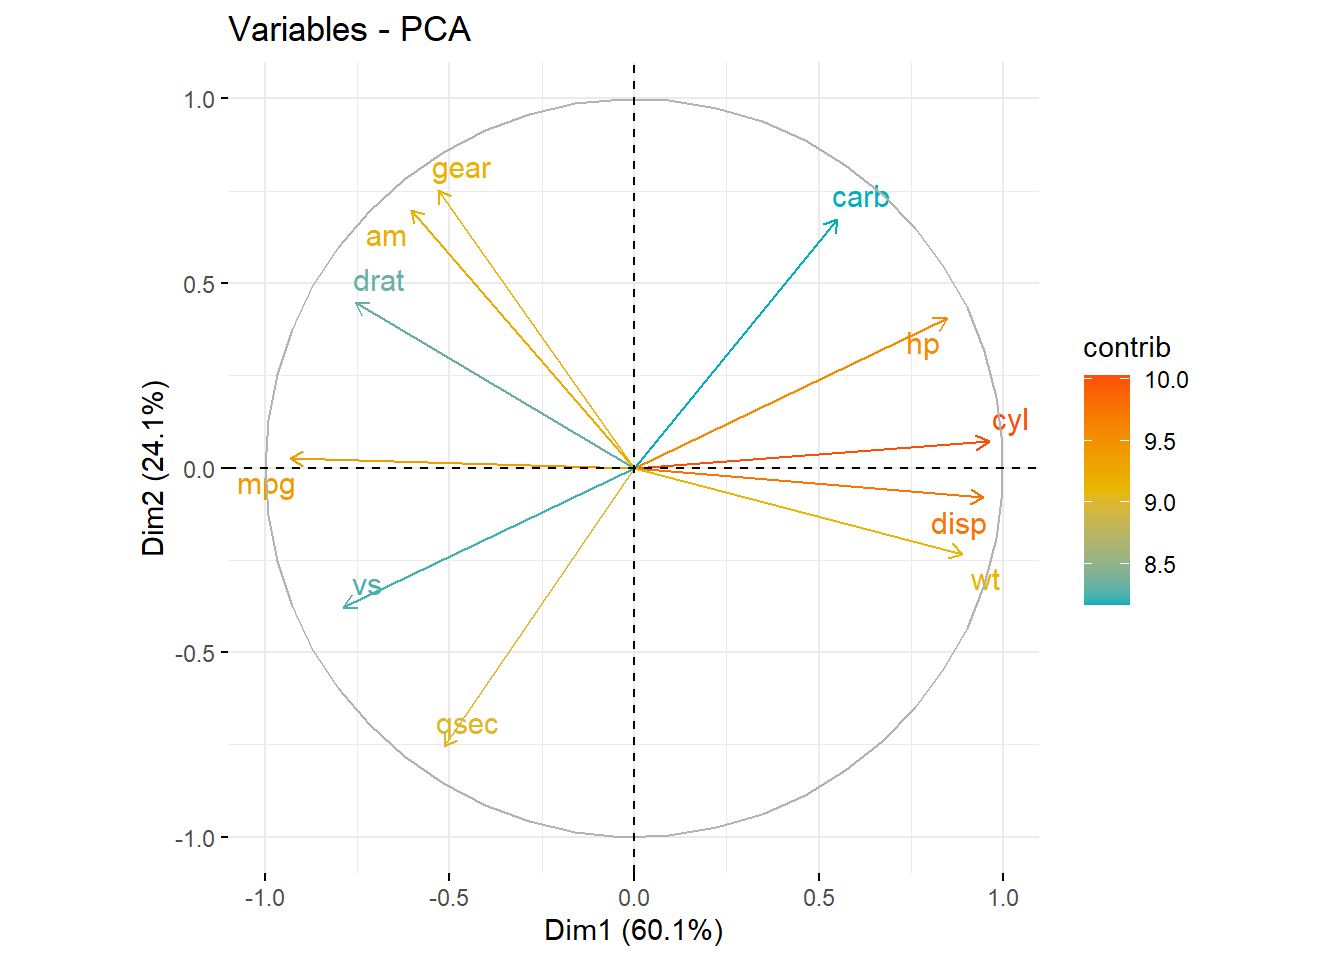 Variables - PCA
1.0
0.5
0.0
-0.5
-1.0
Dim2 (24.1%)
gear
am
drat
mpg
vs
qsec
carb
hp
cyl
disp
wt
-1.0
-0.5
0.0
0.5
1.0
Dim1 (60.1%)
contrib
10.0
9.5
9.0
8.5